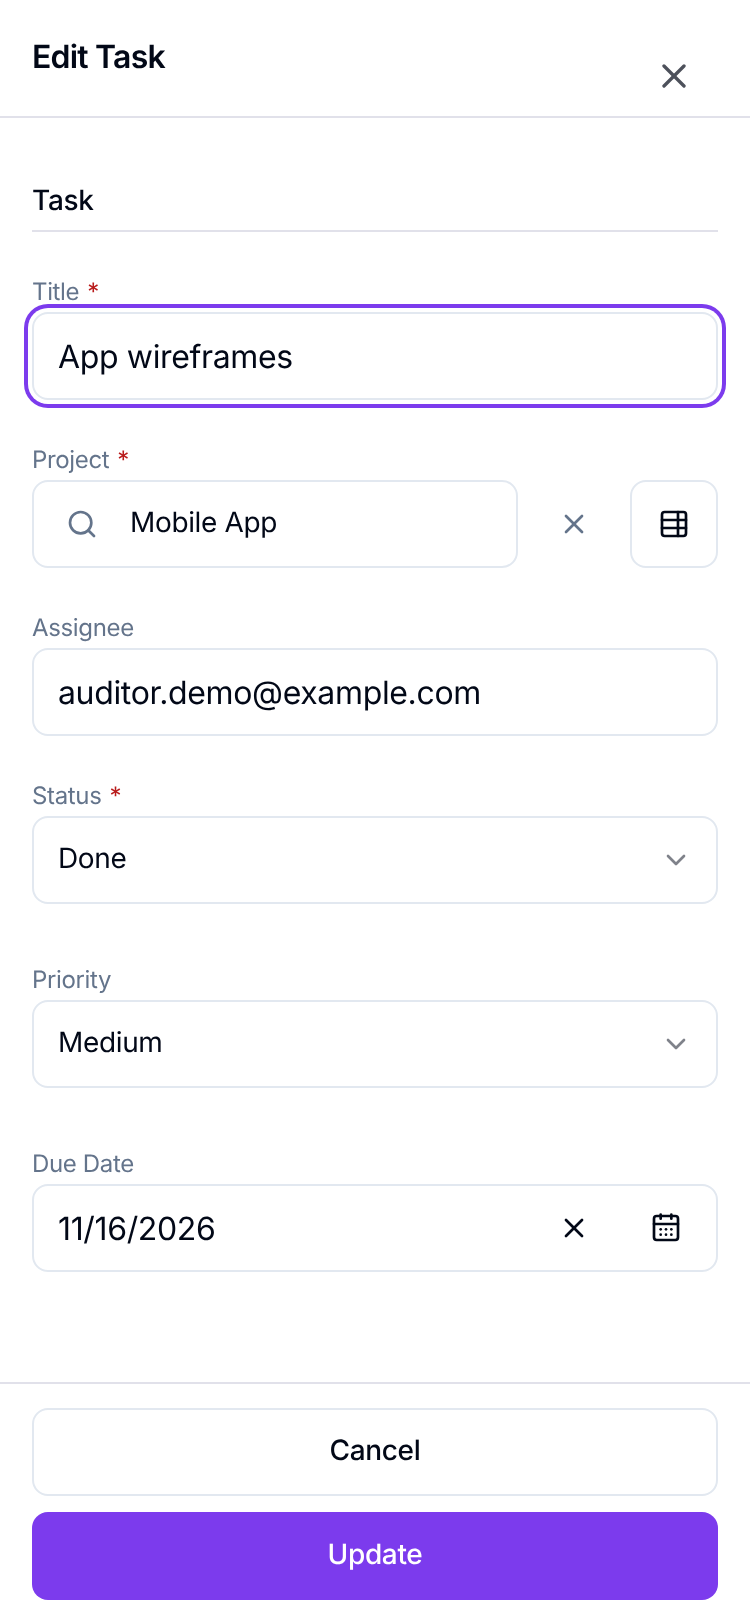 Edit Task
Task
Title *
App wireframes
Project *
Mobile App
Assignee
auditor.demo@example.com
Status *
Done
Priority
Medium
Due Date
11/16/2026
Cancel
Update